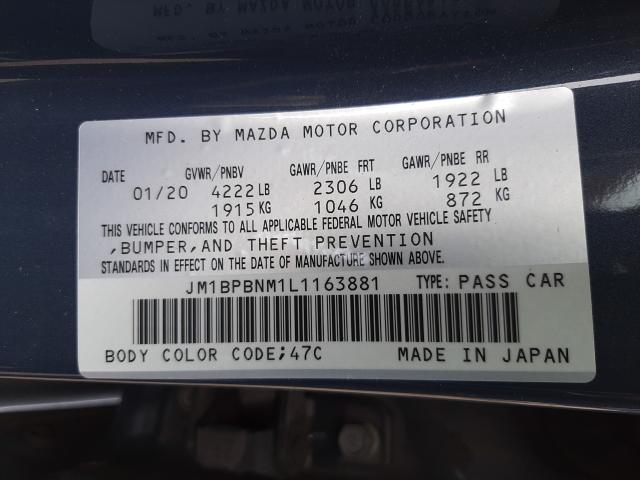 MFD. BY MAZDA MOTOR CORPORATION
DATE GVWR/PNBV GAWR/PNBE FRT GAWR/PNBE RR
01/20 4222 LB 2306 LB 1922 LB
1915 KG 1046 KG 872 KG
THIS VEHICLE CONFORMS TO ALL APPLICABLE FEDERAL MOTOR VEHICLE SAFETY
,BUMPER,AND THEFT PREVENTION
STANDARDS IN EFFECT ON THE DATE OF MANUFACTURE SHOWN ABOVE.
JM1BPBNM1L1163881 TYPE: PASS CAR
BODY COLOR CODE;47C MADE IN JAPAN